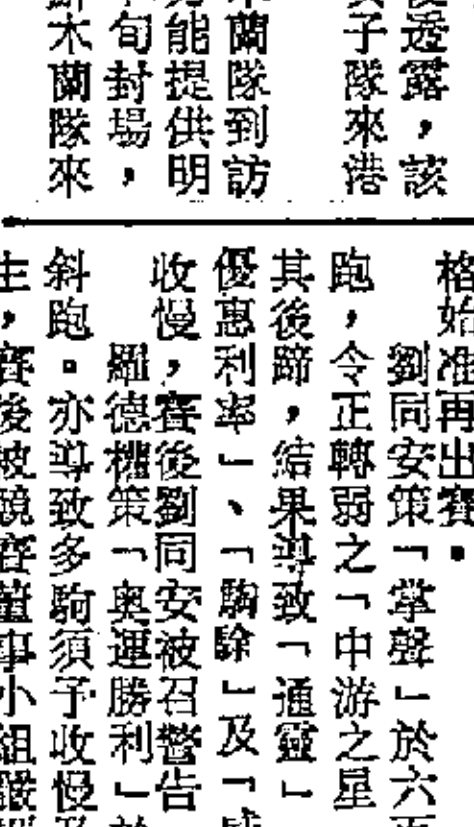 透露，該
子隊來港
蘭隊到訪
能提供明
旬封場，
木蘭隊來
格始准再出賽。
劉同安策「掌聲」於六
跑，令正轉弱之「中游之星
其後蹄，結果導致「通靈」
優惠利率」、「駒」及「
收慢，賽後劉同安被召警告
羅德機策「奧運勝利」於
斜跑。亦導致多駒須予收慢
主，賽後被競賽董事小組嚴